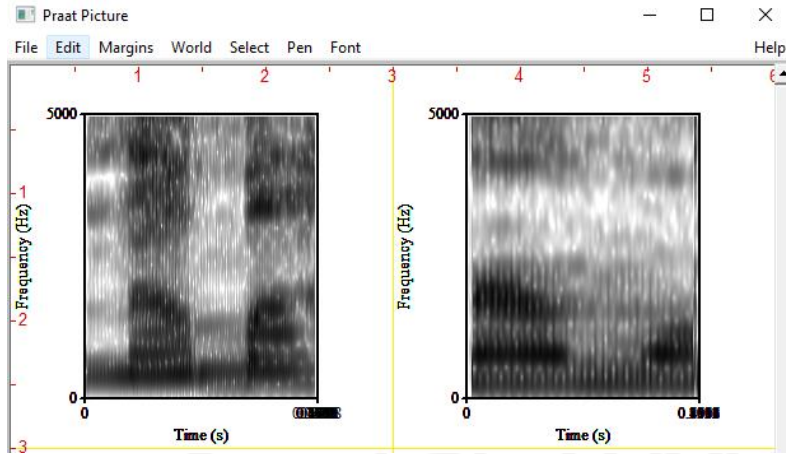 Praat Picture
File Edit Margins World Select Pen Font Help
1 2 3 4 5 6
5000 5000
1
Frequency (Hz) Frequency (Hz)
2
0 0
0 0
Time (s) Time (s)
3